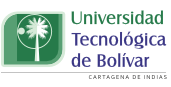 Universidad
Tecnológica
de Bolívar
CARTAGENA DE INDIAS